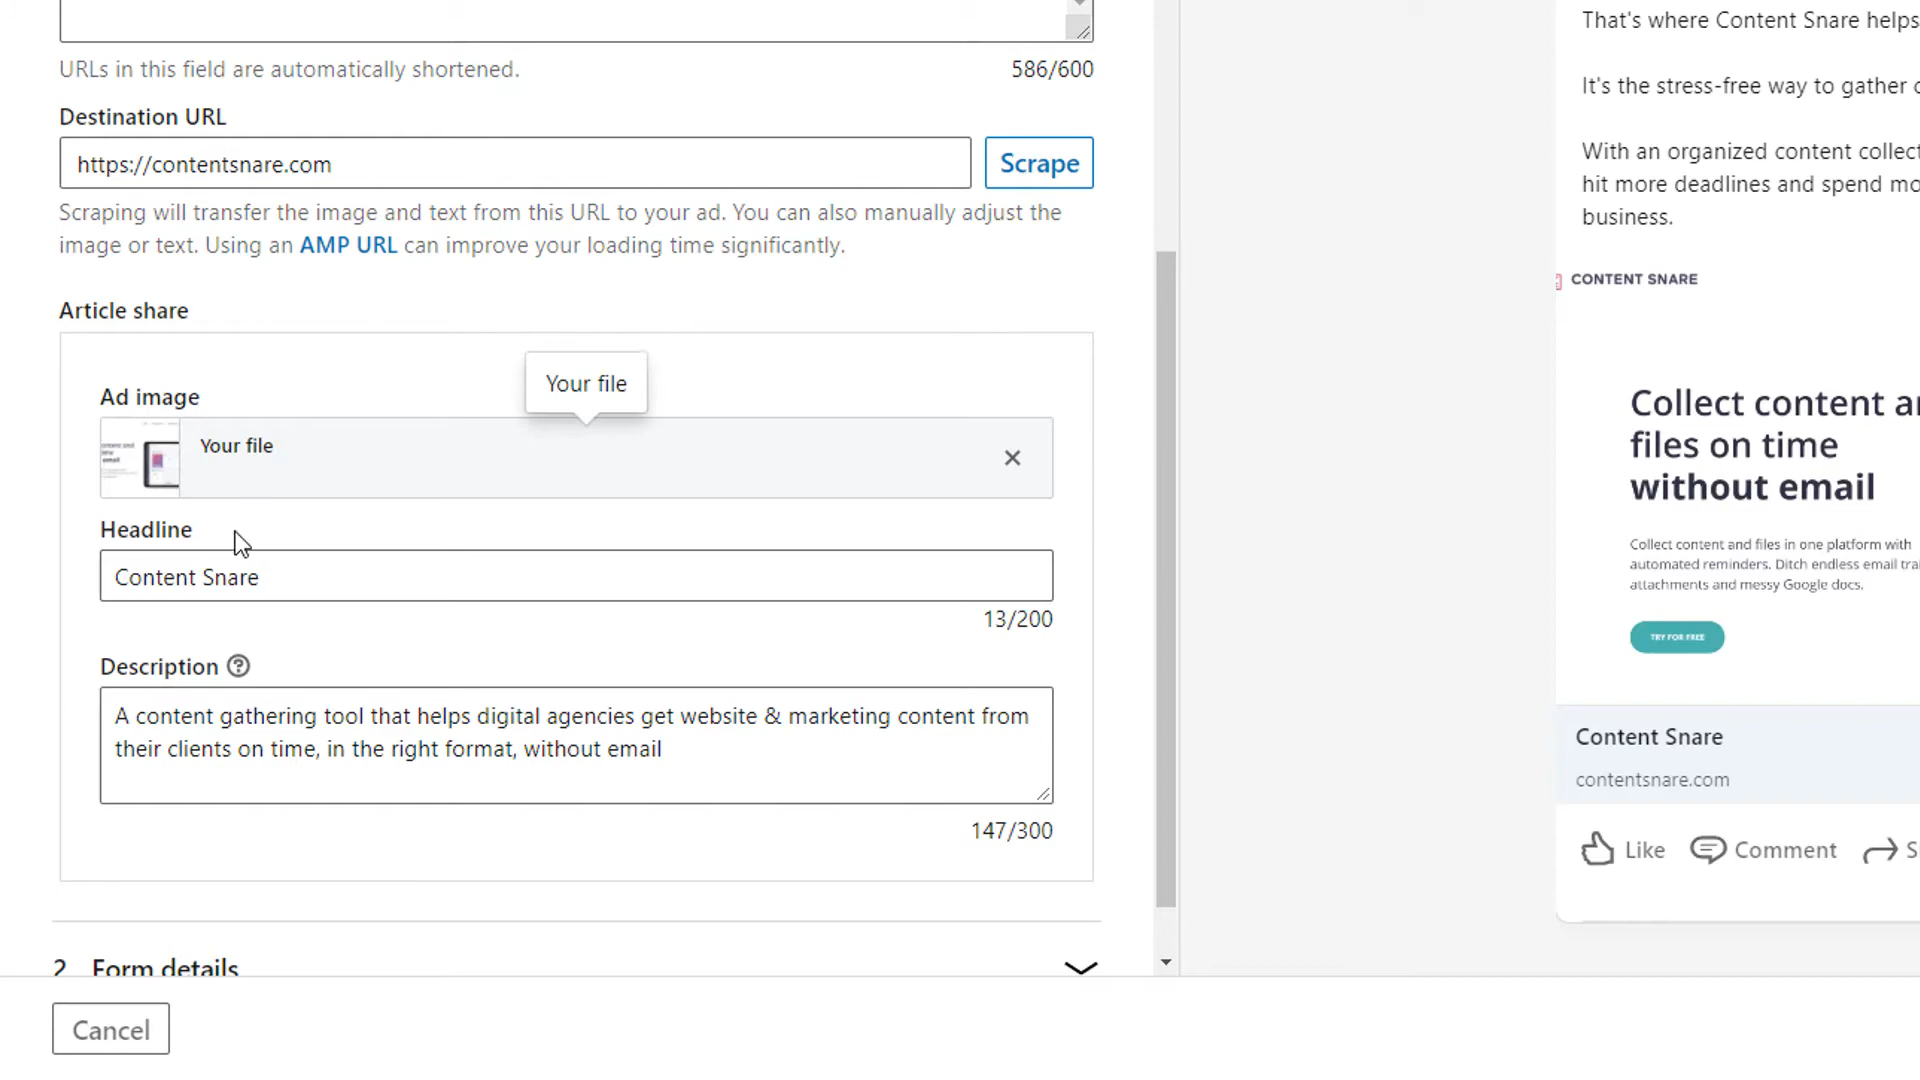 URLs in this field are automatically shortened.
586/600
Destination URL
https://contentsnare.com
Scrape
Scraping will transfer the image and text from this URL to your ad. You can also manually adjust the
image or text. Using an AMP URL can improve your loading time significantly.
Article share
Your file
Ad image
Your file
Headline
Content Snare
13/200
Description
A content gathering tool that helps digital agencies get website & marketing content from
their clients on time, in the right format, without email
147/300
2 Form details
Cancel
That's where Content Snare helps
It's the stress-free way to gather
With an organized content collect
hit more deadlines and spend mo
business.
CONTENT SNARE
Collect content an
files on time
without email
Collect content and files in one platform with
automated reminders. Ditch endless email trai
attachments and messy Google docs.
TRY FOR FREE
Content Snare
contentsnare.com
Like
Comment
S